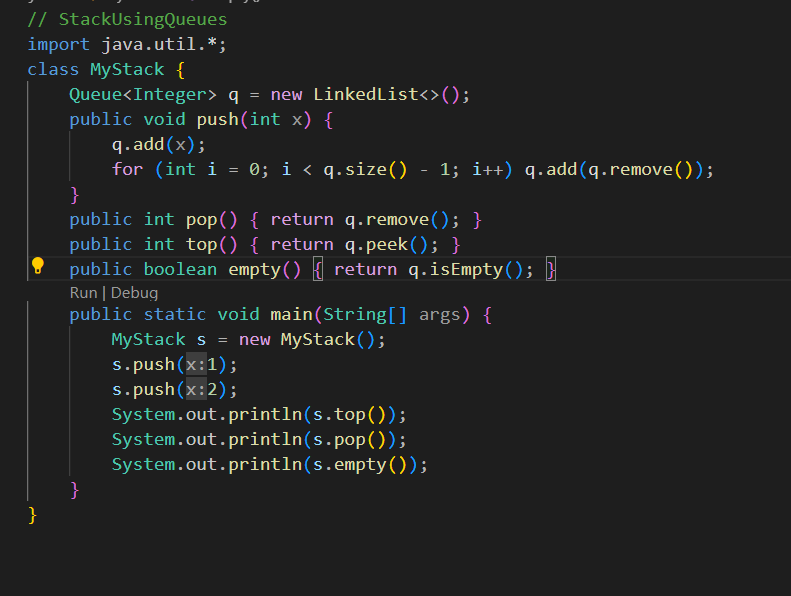 // StackUsingQueues
import java.util.*;
class MyStack {
Queue<Integer> q = new LinkedList<>();
public void push(int x) {
q.add(x);
for (int i = 0; i < q.size() - 1; i++) q.add(q.remove());
}
public int pop() { return q.remove(); }
public int top() { return q.peek(); }
public boolean empty() { return q.isEmpty(); }
Run | Debug
public static void main(String[] args) {
MyStack s = new MyStack();
s.push(x:1);
s.push(x:2);
System.out.println(s.top());
System.out.println(s.pop());
System.out.println(s.empty());
}
}